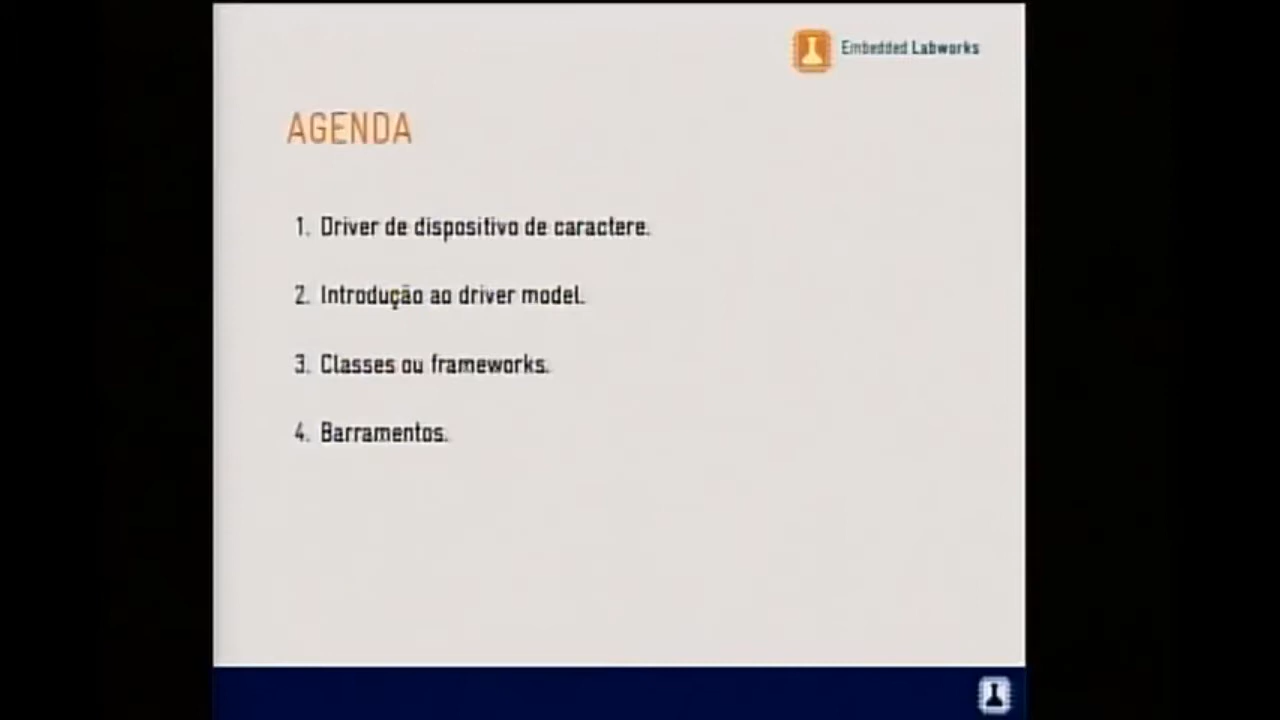 Embedded Labworks
AGENDA
1. Driver de dispositivo de caractere.
2. Introdução ao driver model.
3. Classes ou frameworks.
4. Barramentos.